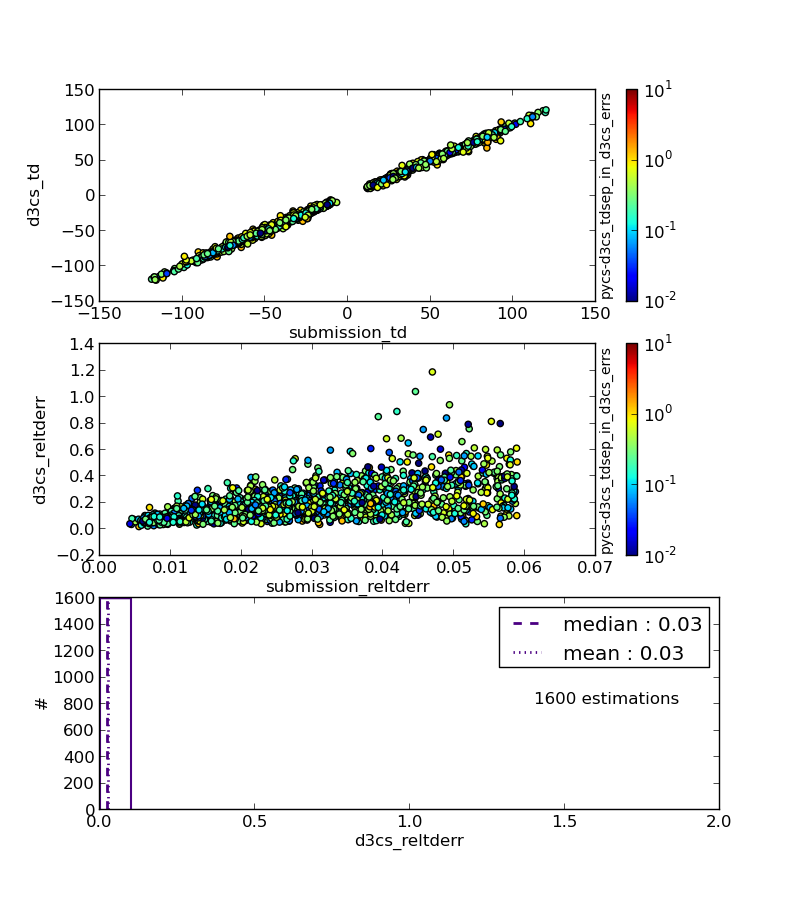 150
100
50
0
−50
−100
−150
d3cs_td
−150 −100 −50 0 50 100 150
submission_td
10^1
10^0
10^-1
10^-2
pycs-d3cs_tdsep_in_d3cs_errs
1.4
1.2
1.0
0.8
0.6
0.4
0.2
0.0
−0.2
d3cs_reltderr
0.00 0.01 0.02 0.03 0.04 0.05 0.06 0.07
submission_reltderr
10^1
10^0
10^-1
10^-2
pycs-d3cs_tdsep_in_d3cs_errs
1600
1400
1200
1000
800
600
400
200
0
#
median : 0.03
mean : 0.03
1600 estimations
0.0 0.5 1.0 1.5 2.0
d3cs_reltderr